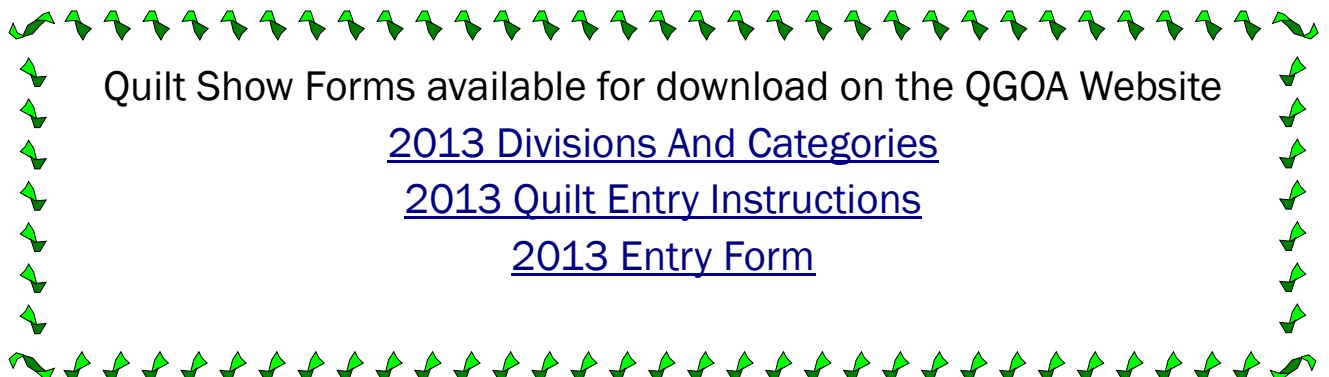 Quilt Show Forms available for download on the QGOA Website
2013 Divisions And Categories
2013 Quilt Entry Instructions
2013 Entry Form